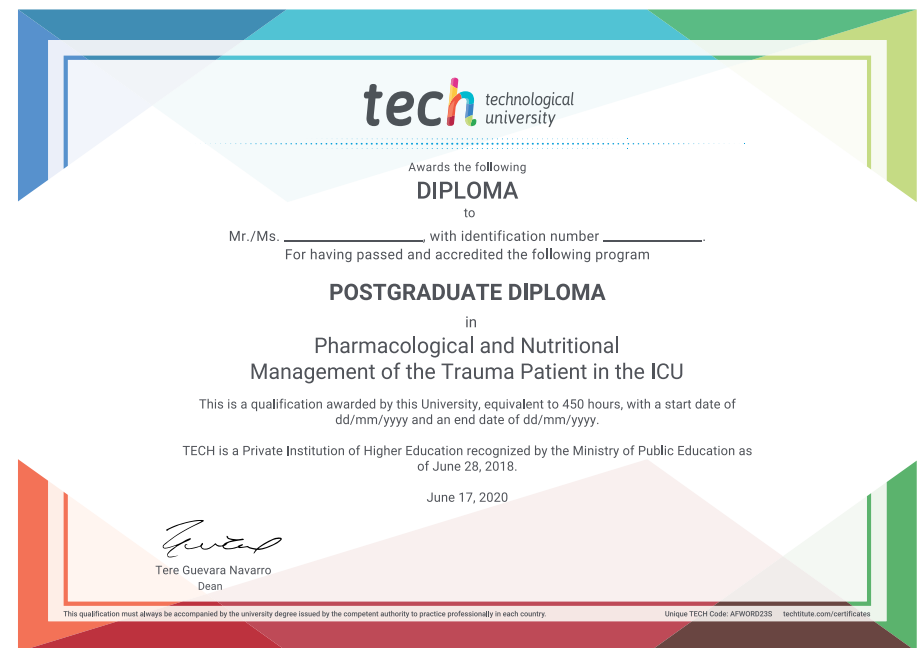 tech technological
university
Awards the following
DIPLOMA
to
Mr./Ms. ____________________, with identification number ______________.
For having passed and accredited the following program
POSTGRADUATE DIPLOMA
in
Pharmacological and Nutritional
Management of the Trauma Patient in the ICU
This is a qualification awarded by this University, equivalent to 450 hours, with a start date of
dd/mm/yyyy and an end date of dd/mm/yyyy.
TECH is a Private Institution of Higher Education recognized by the Ministry of Public Education as
of June 28, 2018.
June 17, 2020
Tere Guevara Navarro
Dean
This qualification must always be accompanied by the university degree issued by the competent authority to practice professionally in each country.
Unique TECH Code: AFWORD23S techtitute.com/certificates